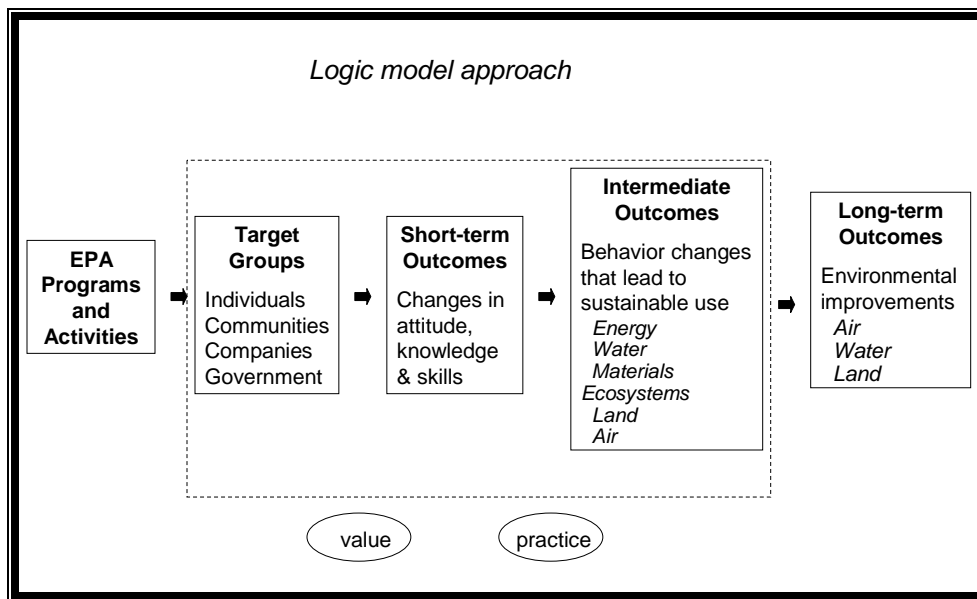 Logic model approach
EPA
Programs
and
Activities
Target
Groups
Individuals
Communities
Companies
Government
Short-term
Outcomes
Changes in
attitude,
knowledge
& skills
Intermediate
Outcomes
Behavior changes
that lead to
sustainable use
Energy
Water
Materials
Ecosystems
Land
Air
Long-term
Outcomes
Environmental
improvements
Air
Water
Land
value
practice